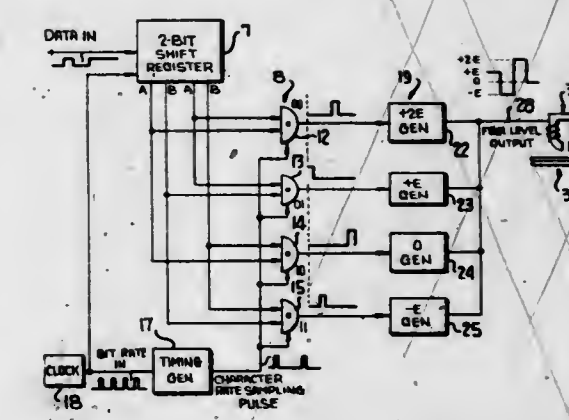 DATA IN
2-BIT
SHIFT
REGISTER
7
A B A B
8
00
12
13
01
14
10
15
11
19
+2E
GEN
22
+E
GEN
23
0
GEN
24
-E
GEN
25
+2E
+E
0
-E
28
FOUR LEVEL
OUTPUT
3
CLOCK
18
BIT RATE
IN
17
TIMING
GEN
CHARACTER
RATE SAMPLING
PULSE